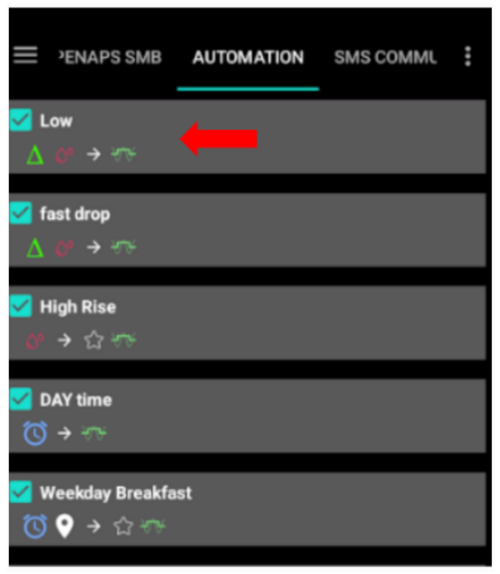 PENAPS SMB AUTOMATION SMS COMMU
Low
fast drop
High Rise
DAY time
Weekday Breakfast